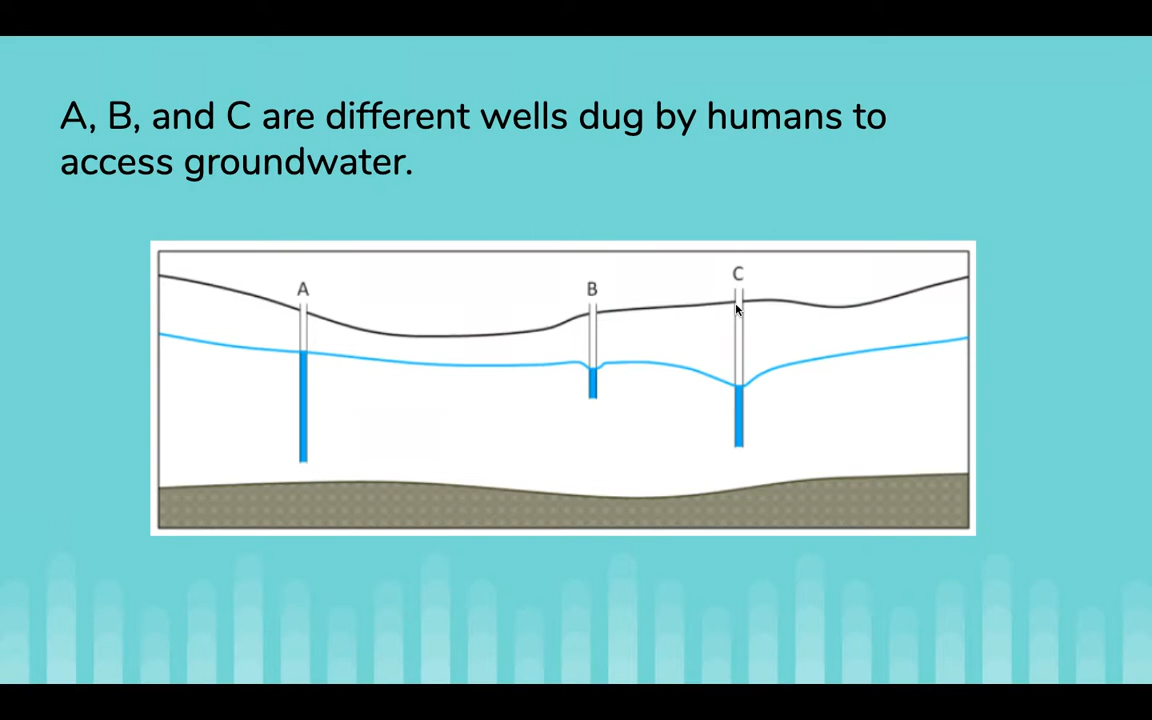 A, B, and C are different wells dug by humans to
access groundwater.
A
B
C